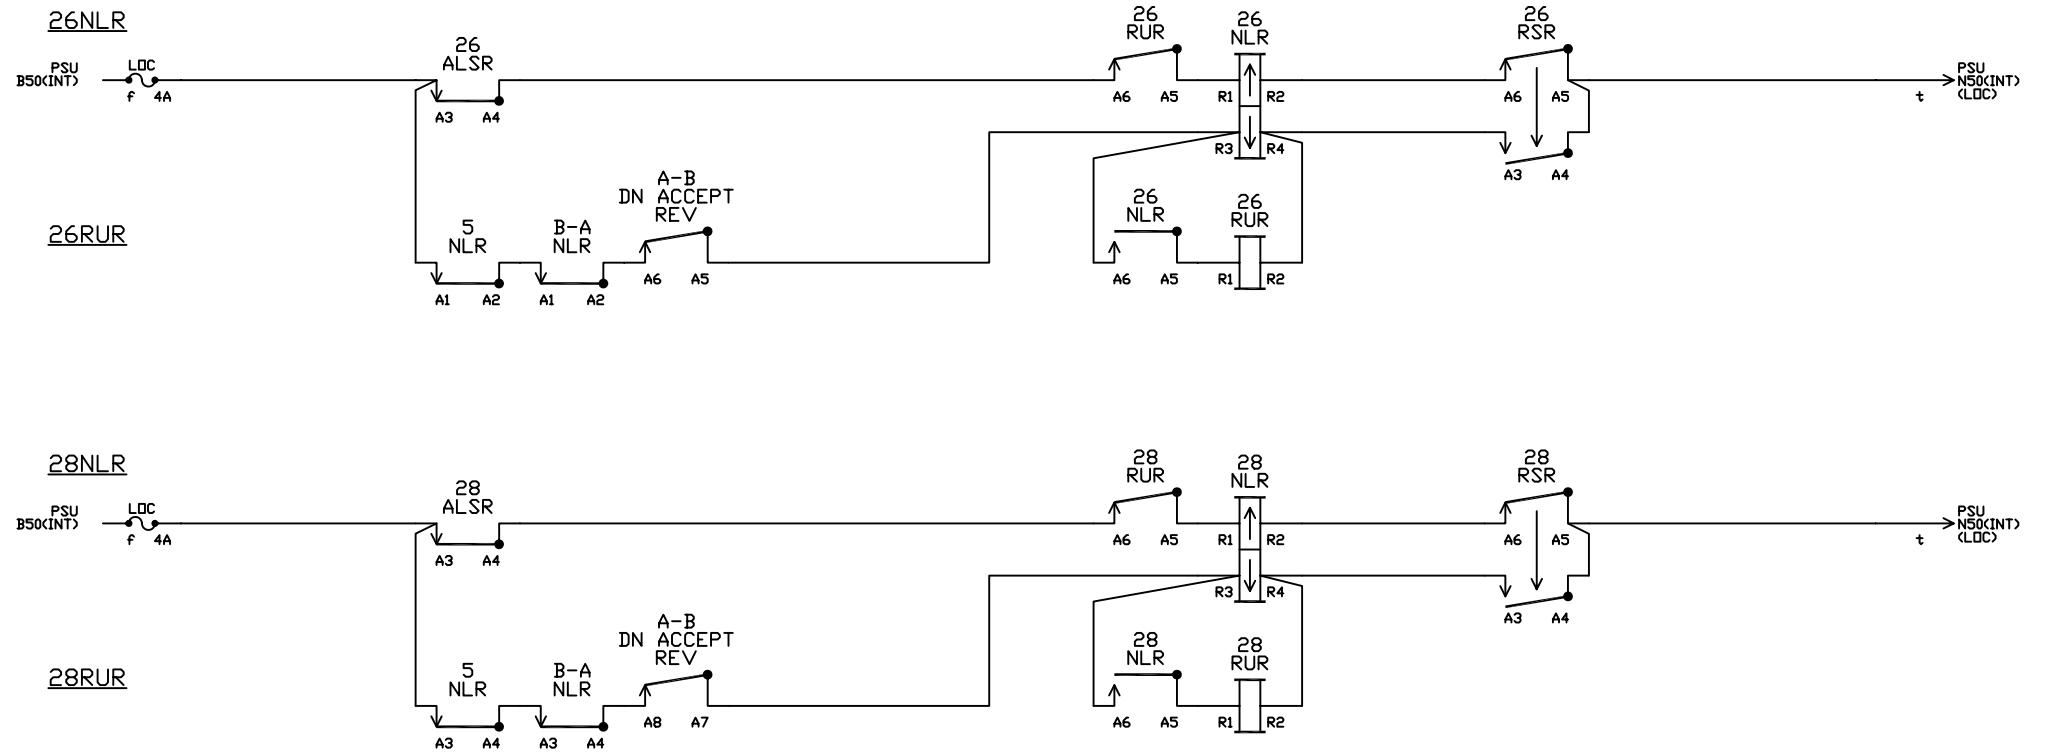 26NLR
PSU
B50(INT)
LOC
f 4A
26
ALSR
A3 A4
26
RUR
A6 A5
26
NLR
R1 R2
R3 R4
26
RSR
A6 A5
A3 A4
t
PSU
N50(INT)
(LOC)
26RUR
5
NLR
A1 A2
B-A
NLR
A1 A2
A-B
DN ACCEPT
REV
A6 A5
26
NLR
A6 A5
26
RUR
R1 R2
28NLR
PSU
B50(INT)
LOC
f 4A
28
ALSR
A3 A4
28
RUR
A6 A5
28
NLR
R1 R2
R3 R4
28
RSR
A6 A5
A3 A4
t
PSU
N50(INT)
(LOC)
28RUR
5
NLR
A3 A4
B-A
NLR
A3 A4
A-B
DN ACCEPT
REV
A8 A7
28
NLR
A6 A5
28
RUR
R1 R2